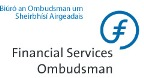 Biúró an Ombudsman um
Sheirbhísí Airgeadais
Financial Services
Ombudsman